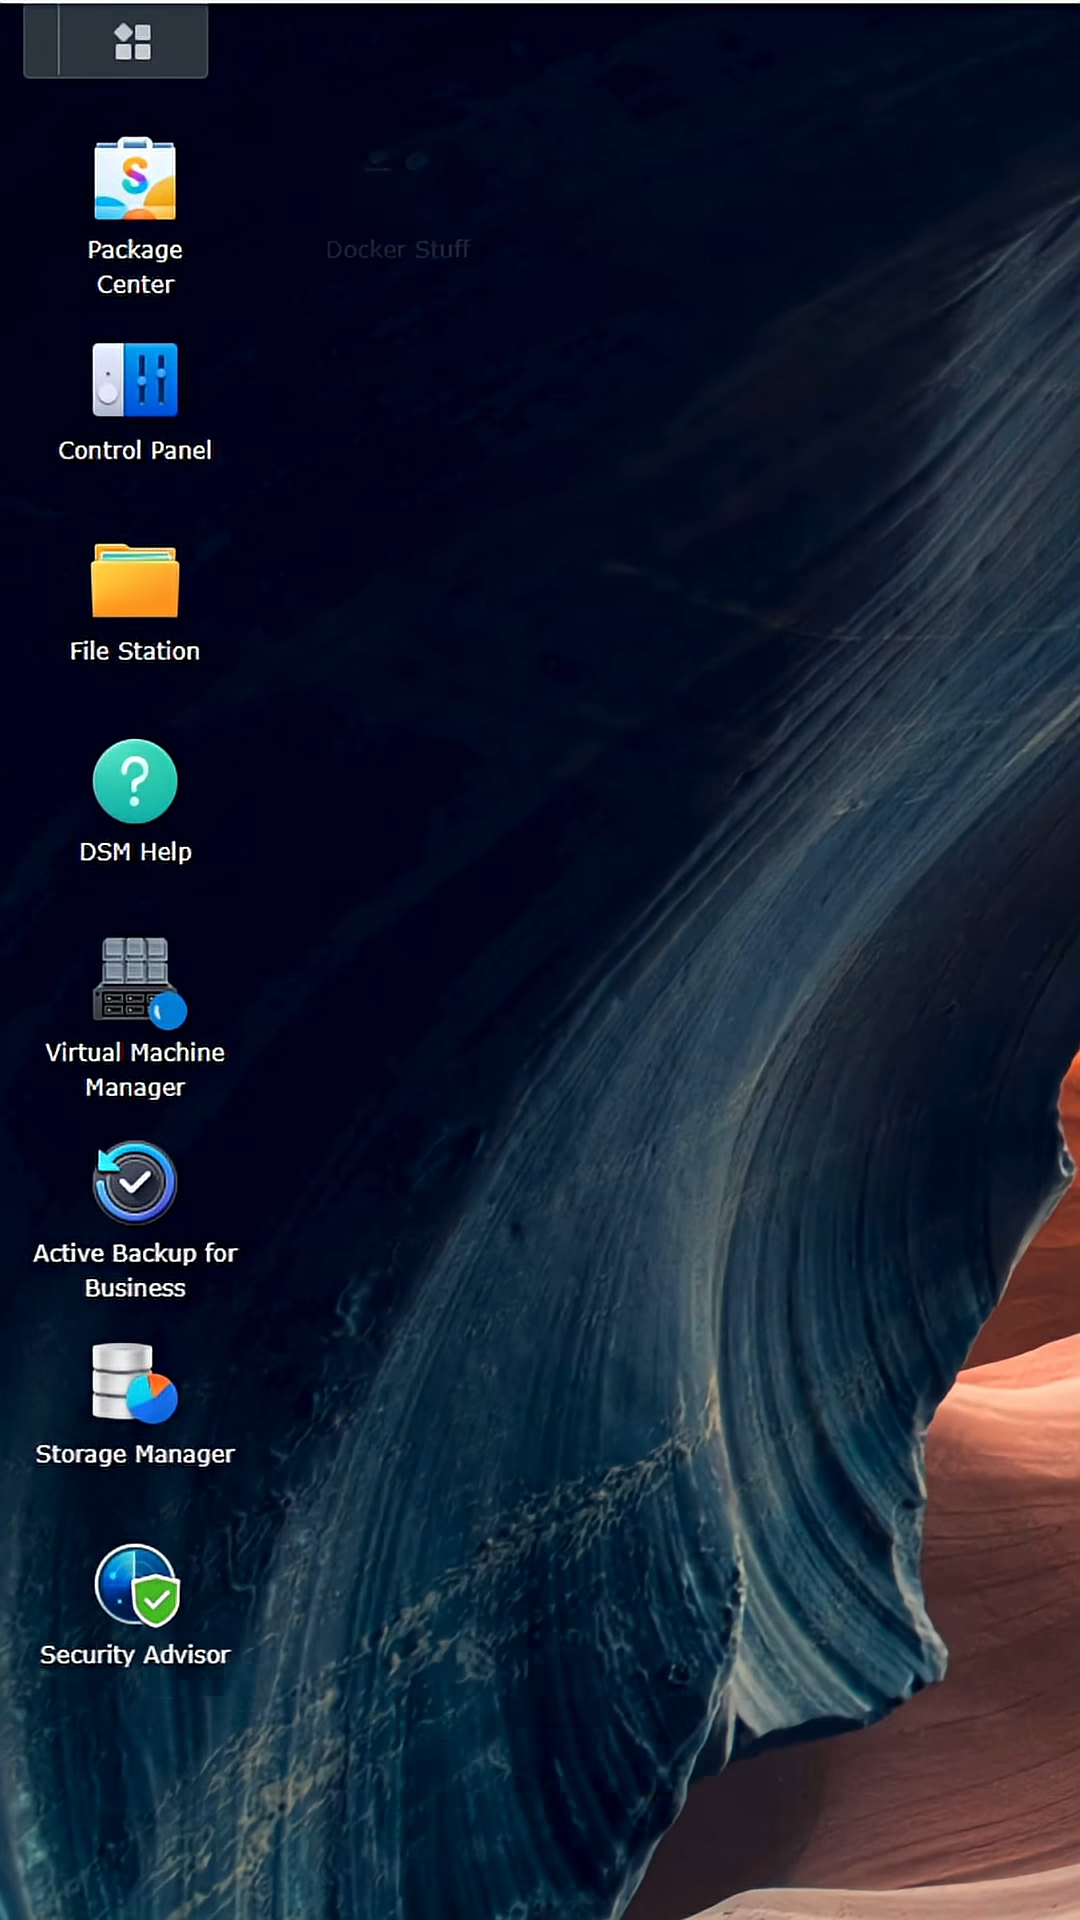 Package
Center
Docker Stuff
Control Panel
File Station
DSM Help
Virtual Machine
Manager
Active Backup for
Business
Storage Manager
Security Advisor